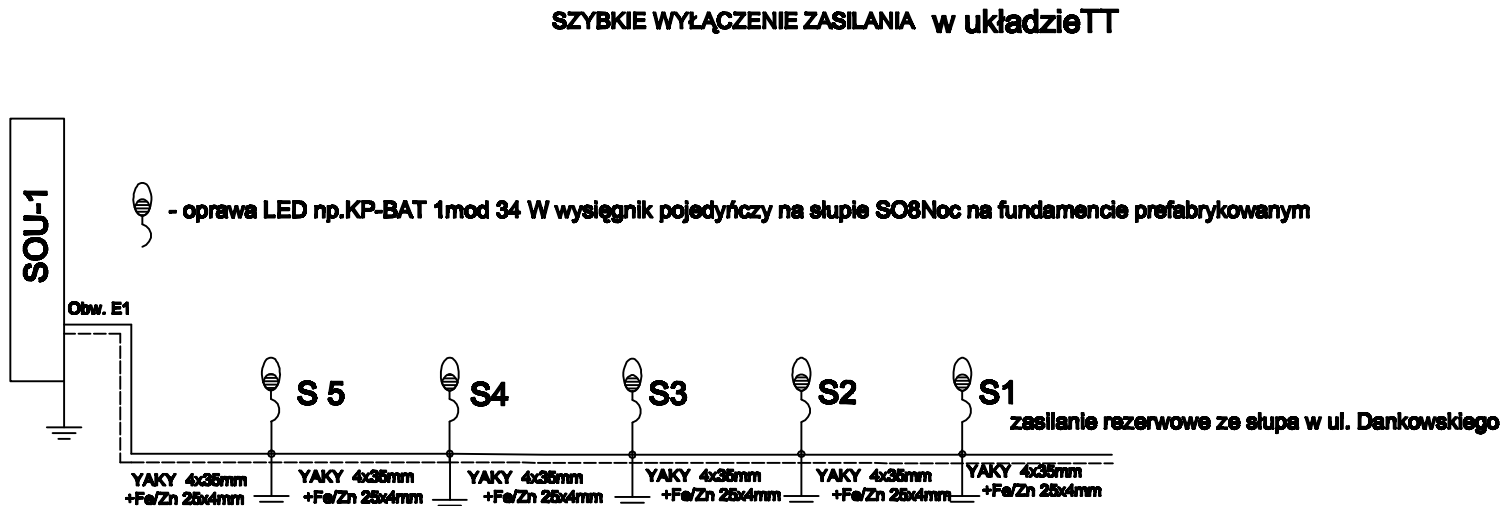 SZYBKIE WYŁĄCZENIE ZASILANIA w układzieTT
SOU-1
- oprawa LED np.KP-BAT 1mod 34 W wysięgnik pojedyńczy na słupie SO8Noc na fundamencie prefabrykowanym
Obw. E1
S 5
S4
S3
S2
S1
zasilanie rezerwowe ze słupa w ul. Dankowskiego
YAKY 4x35mm
+Fe/Zn 25x4mm
YAKY 4x35mm
+Fe/Zn 25x4mm
YAKY 4x35mm
+Fe/Zn 25x4mm
YAKY 4x35mm
+Fe/Zn 25x4mm
YAKY 4x35mm
+Fe/Zn 25x4mm
YAKY 4x35mm
+Fe/Zn 25x4mm